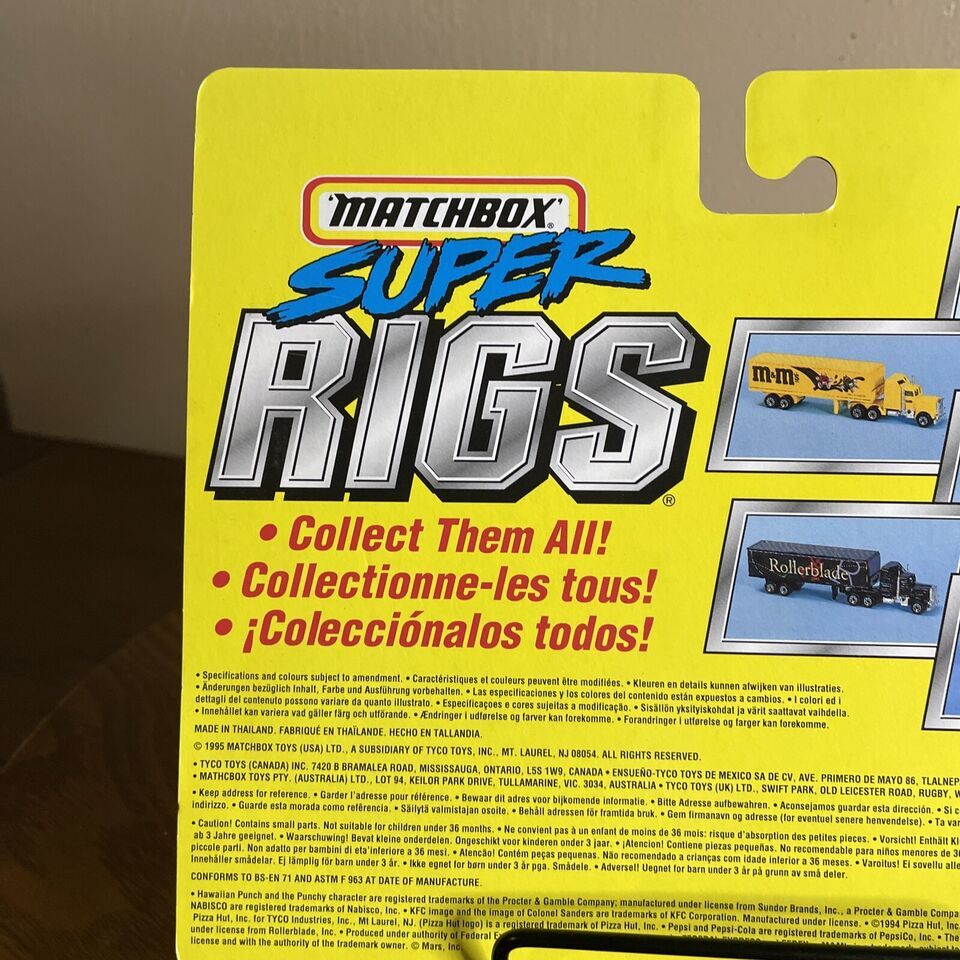 'MATCHBOX'®
SUPER
RIGS®
m&m's
Rollerblade
• Collect Them All!
• Collectionne-les tous!
• ¡Colecciónalos todos!
• Specifications and colours subject to amendment. • Caractéristiques et couleurs peuvent être modifiées. • Kleuren en details kunnen afwijken van illustraties.
• Änderungen bezüglich Inhalt, Farbe und Ausführung vorbehalten. • Las especificaciones y los colores del contenido están expuestos a cambios. • I colori ed i
dettagli del contenuto possono variare da quanto illustrato. • Especificaçoes e cores sujeitas a modificação. • Sisällön yksityiskohdat ja värit saattavat vaihdella.
• Innehållet kan variera vad gäller färg och utförande. • Ændringer i udførelse og farver kan forekomme. • Forandringer i utførelse og farger kan forekomme.
MADE IN THAILAND. FABRIQUÉ EN THAÏLANDE. HECHO EN TALLANDIA.
© 1995 MATCHBOX TOYS (USA) LTD., A SUBSIDIARY OF TYCO TOYS, INC., MT. LAUREL, NJ 08054. ALL RIGHTS RESERVED.
• TYCO TOYS (CANADA) INC. 7420 B BRAMALEA ROAD, MISSISSAUGA, ONTARIO, L5S 1W9, CANADA • ENSUEÑO-TYCO TOYS DE MEXICO SA DE CV, AVE. PRIMERO DE MAYO 86, TLALNEP
• MATHCBOX TOYS PTY. (AUSTRALIA) LTD., LOT 94, KEILOR PARK DRIVE, TULLAMARINE, VIC. 3034, AUSTRALIA • TYCO TOYS (UK) LTD., SWIFT PARK, OLD LEICESTER ROAD, RUGBY, W
• Keep address for reference. • Garder l'adresse pour référence. • Bewaar dit adres voor bijkomende informatie. • Bitte Adresse aufbewahren. • Aconsejamos guardar esta dirección. • Si c
indirizzo. • Guarde esta morada como referência. • Säilytä valmistajan osoite. • Behåll adressen för framtida bruk. • Gem firmanavn og adresse (for eventuel senere henvendelse). • Ta var
• Caution! Contains small parts. Not suitable for children under 36 months. • Ne convient pas à un enfant de moins de 36 mois: risque d'absorption des petites pieces. • Vorsicht! Enthält Kl
ab 3 Jahre geeignet. • Waarschuwing! Bevat kleine onderdelen. Ongeschikt voor kinderen onder 3 jaar. • ¡Atencion! Contiene piezas pequeñas. No recomendable para niños menores de 36
piccole parti. Non adatto per bambini di eta'inferiore a 36 mesi. • Atencão! Contém peças pequenas. Não recomendado a crianças com idade inferior a 36 meses. • Varoitus! Ei sovellu alle
Innehåller smådelar. Ej lämplig för barn under 3 år. • Ikke egnet for barn under 3 år pga. Smådele. • Adversel! Uegnet for barn under 3 år på grunn av små deler.
CONFORMS TO BS-EN 71 AND ASTM F 963 AT DATE OF MANUFACTURE.
• Hawaiian Punch and the Punchy character are registered trademarks of the Procter & Gamble Company; manufactured under license from Sundor Brands, Inc., a Procter & Gamble Compa
NABISCO are registered trademarks of Nabisco, Inc. • KFC image and the image of Colonel Sanders are trademarks of KFC Corporation. Manufactured under license. • ©1994 Pizza Hut, Inc.
Pizza Hut, Inc. for TYCO Industries, Inc., Mt Laurel, NJ. (Pizza Hut logo) is a registered trademark of Pizza Hut, Inc. • Pepsi and Pepsi-Cola are registered trademarks of PepsiCo, Inc. • The
under license from Rollerblade, Inc. • Produced under authority of Federal Ex
license and with the authority of the trademark owner. © Mars, Inc.